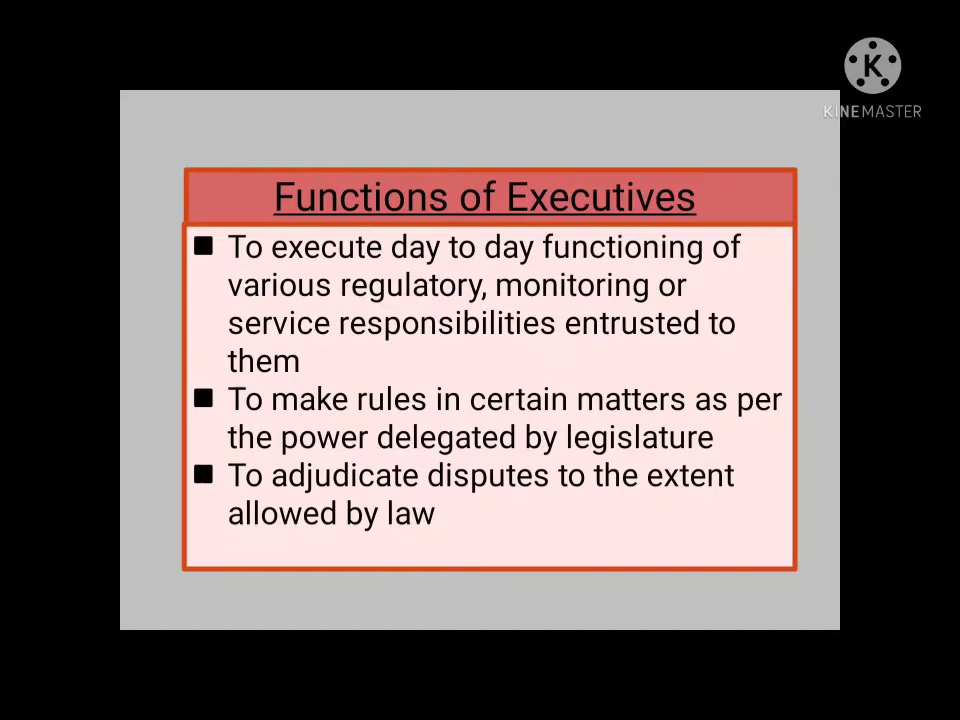 K
KINEMASTER
Functions of Executives
■ To execute day to day functioning of
various regulatory, monitoring or
service responsibilities entrusted to
them
■ To make rules in certain matters as per
the power delegated by legislature
■ To adjudicate disputes to the extent
allowed by law